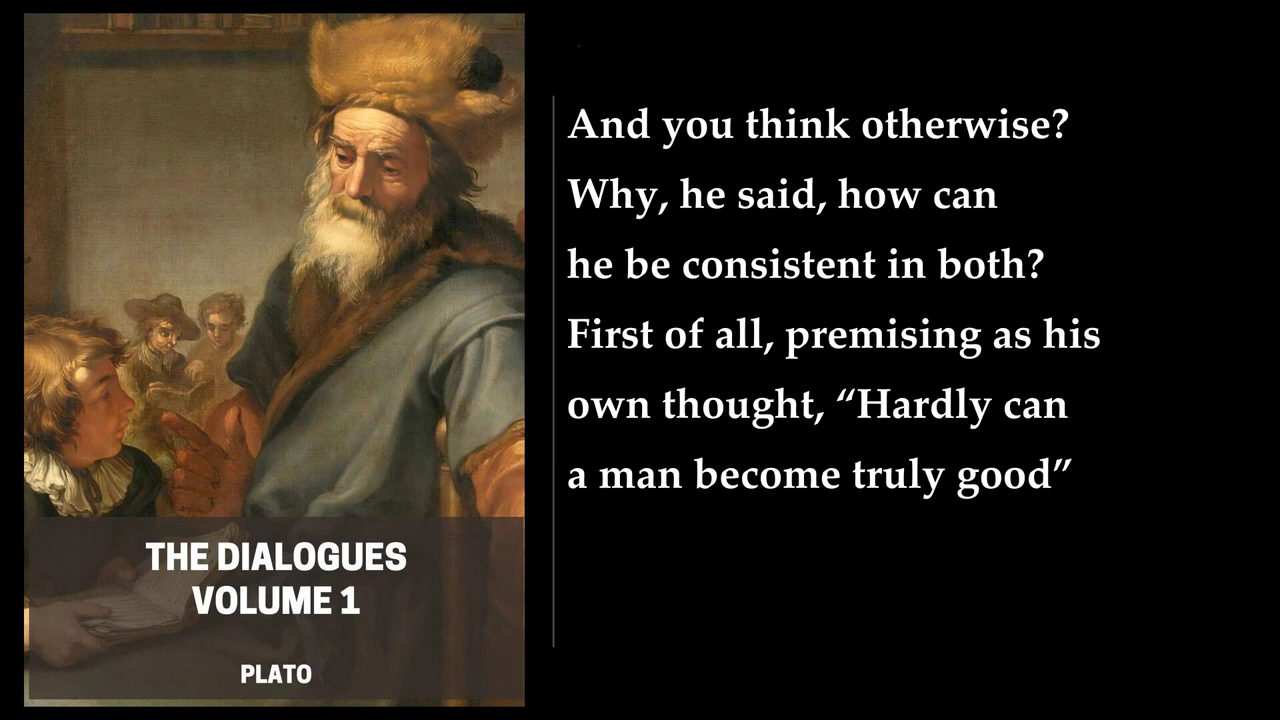 THE DIALOGUES
VOLUME 1
PLATO
And you think otherwise?
Why, he said, how can
he be consistent in both?
First of all, premising as his
own thought, “Hardly can
a man become truly good”